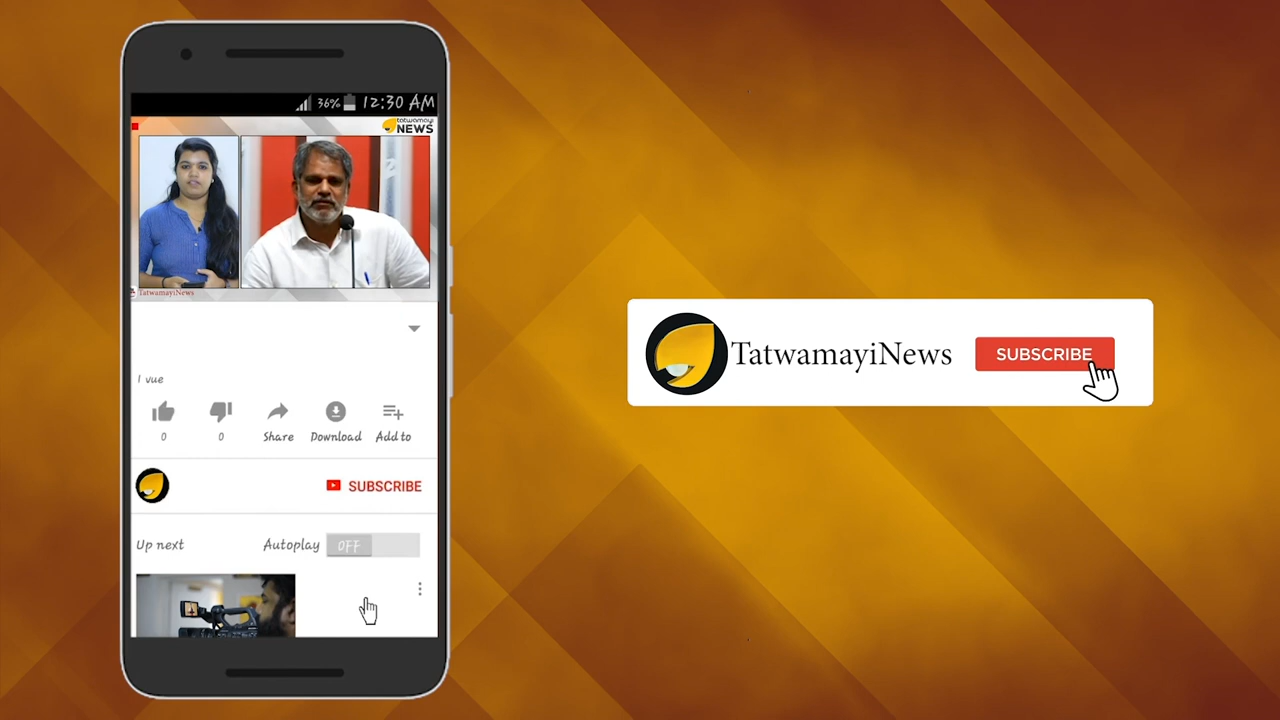 36% 12:30 AM
tatwamayi
NEWS
TatwamayiNews
1 vue
0 0 Share Download Add to
SUBSCRIBE
Up next Autoplay OFF
TatwamayiNews SUBSCRIBE